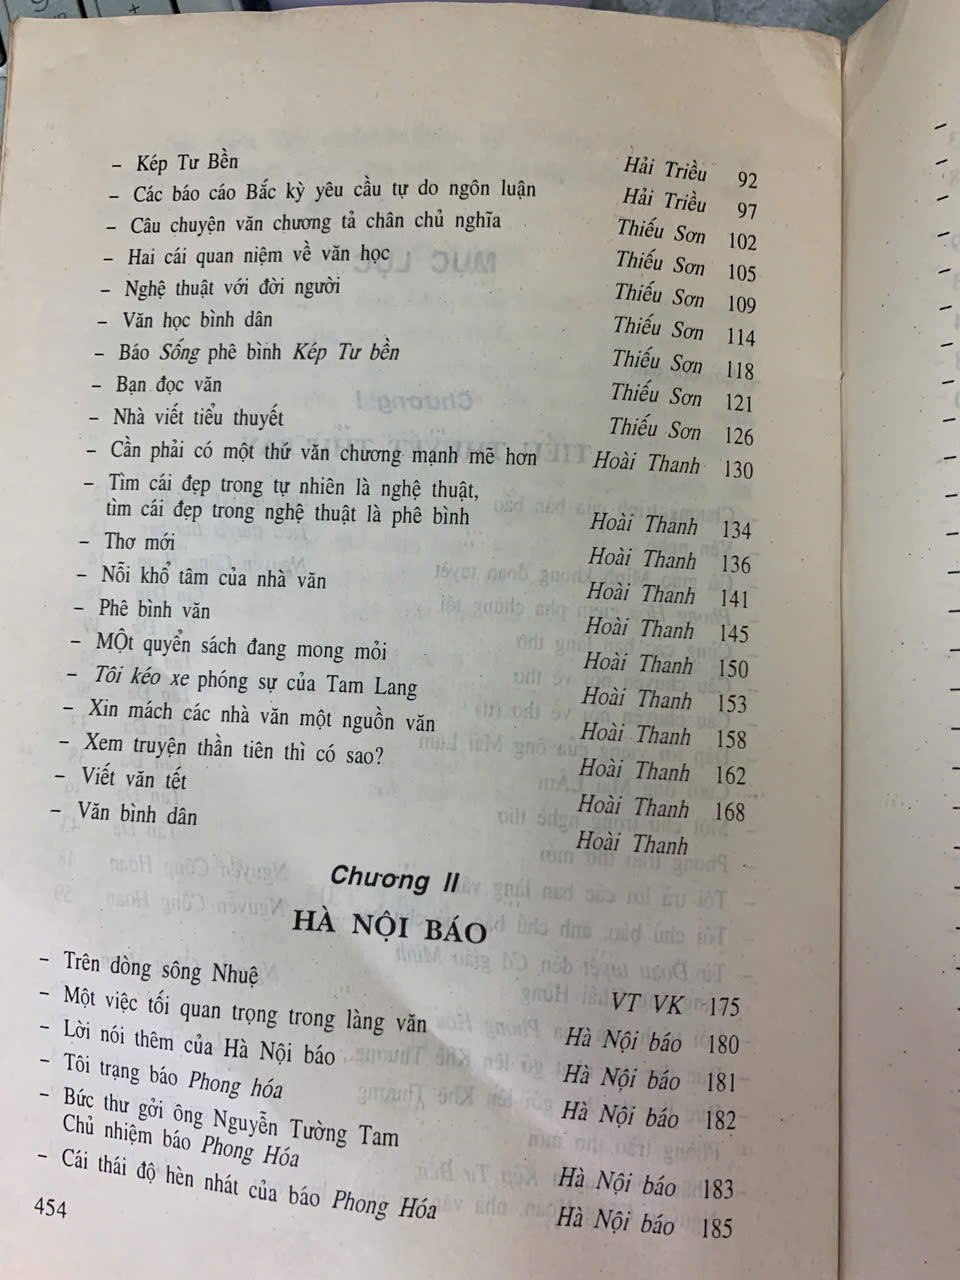 - Kép Tư Bền Hải Triều 92
- Các báo cáo Bắc kỳ yêu cầu tự do ngôn luận Hải Triều 97
- Câu chuyện văn chương tả chân chủ nghĩa Thiếu Sơn 102
- Hai cái quan niệm về văn học Thiếu Sơn 105
- Nghệ thuật với đời người Thiếu Sơn 109
- Văn học bình dân Thiếu Sơn 114
- Báo Sống phê bình Kép Tư bền Thiếu Sơn 118
- Bạn đọc văn Thiếu Sơn 121
- Nhà viết tiểu thuyết Thiếu Sơn 126
- Cần phải có một thứ văn chương mạnh mẽ hơn Hoài Thanh 130
- Tìm cái đẹp trong tự nhiên là nghệ thuật,
tìm cái đẹp trong nghệ thuật là phê bình Hoài Thanh 134
- Thơ mới Hoài Thanh 136
- Nỗi khổ tâm của nhà văn Hoài Thanh 141
- Phê bình văn Hoài Thanh 145
- MỘt quyển sách đang mong mỏi Hoài Thanh 150
- Tôi kéo xe phóng sự của Tam Lang Hoài Thanh 153
- Xin mách các nhà văn một nguồn văn Hoài Thanh 158
- Xem truyện thần tiên thì có sao? Hoài Thanh 162
- Viết văn tết Hoài Thanh 168
- Văn bình dân Hoài Thanh
Chương II
HÀ NỘI BÁO
- Trên dòng sông Nhuệ VT VK 175
- Một việc tối quan trọng trong làng văn Hà Nội báo 180
- Lời nói thêm của Hà Nội báo Hà Nội báo 181
- Tôi trạng báo Phong hóa Hà Nội báo 182
- Bức thư gởi ông Nguyễn Tường Tam
Chủ nhiệm báo Phong Hóa Hà Nội báo 183
- Cái thái độ hèn nhát của báo Phong Hóa Hà Nội báo 185
454